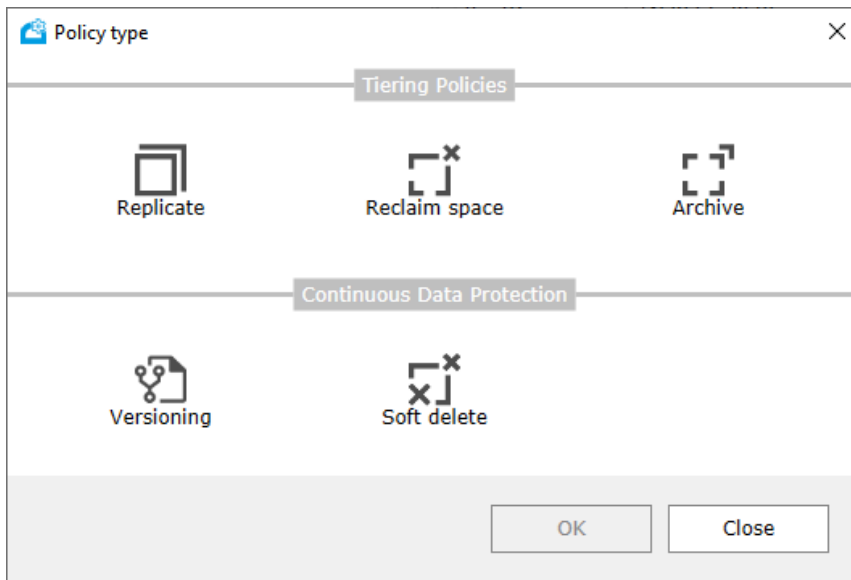 Policy type
Tiering Policies
Replicate
Reclaim space
Archive
Continuous Data Protection
Versioning
Soft delete
OK
Close